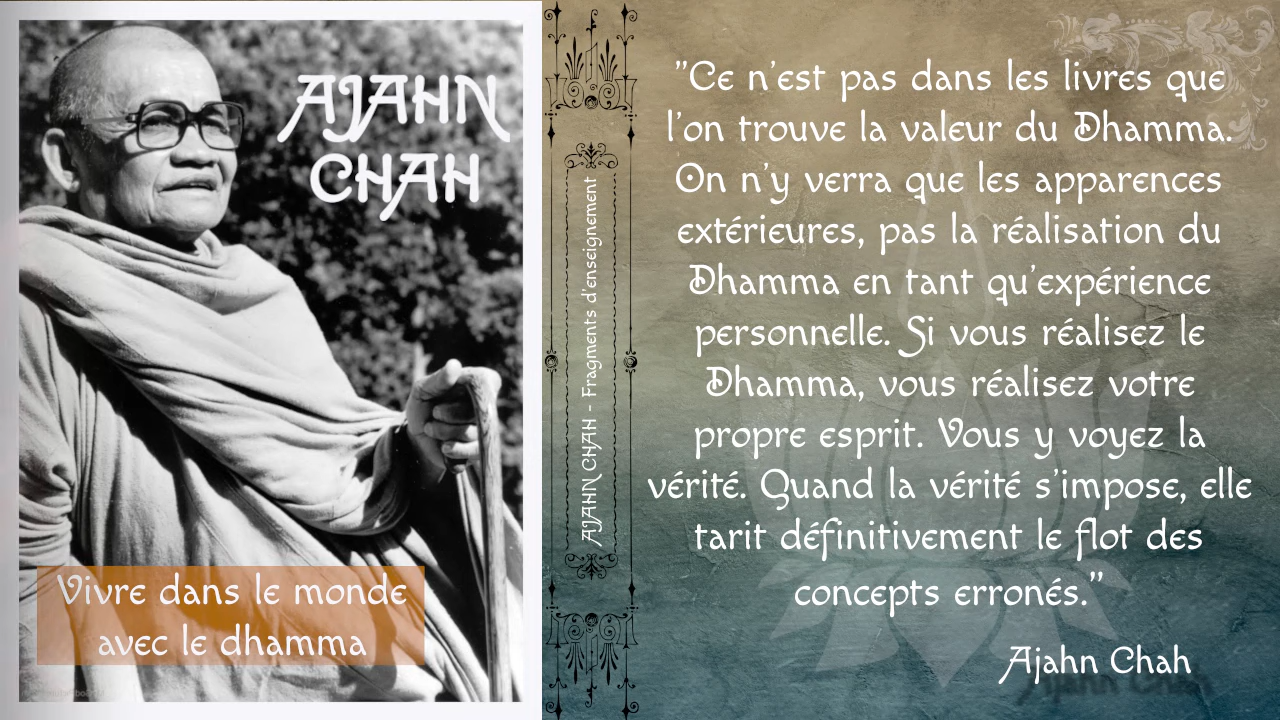 AJAHN
CHAH
Vivre dans le monde
avec le dhamma
AJAHN CHAH - Fragments d'enseignement
"Ce n'est pas dans les livres que
l'on trouve la valeur du Dhamma.
On n'y verra que les apparences
extérieures, pas la réalisation du
Dhamma en tant qu'expérience
personnelle. Si vous réalisez le
Dhamma, vous réalisez votre
propre esprit. Vous y voyez la
vérité. Quand la vérité s'impose, elle
tarit définitivement le flot des
concepts erronés."
Ajahn Chah